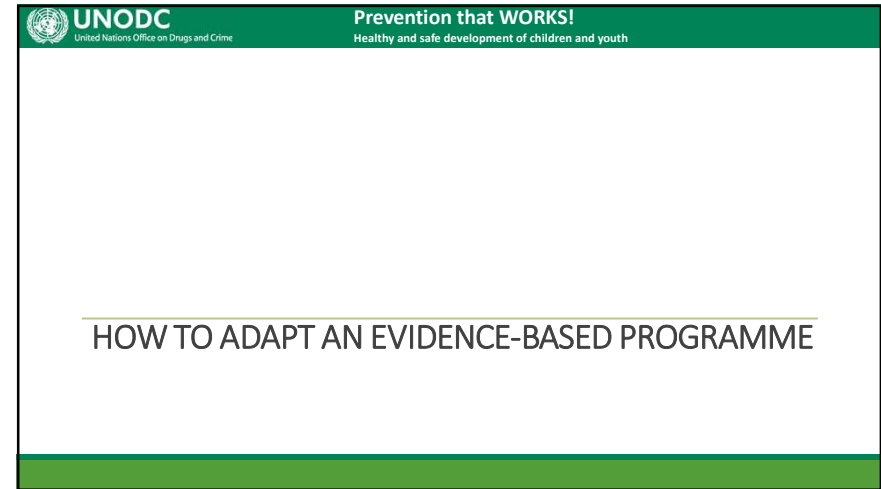 UNODC
United Nations Office on Drugs and Crime
Prevention that WORKS!
Healthy and safe development of children and youth
HOW TO ADAPT AN EVIDENCE-BASED PROGRAMME